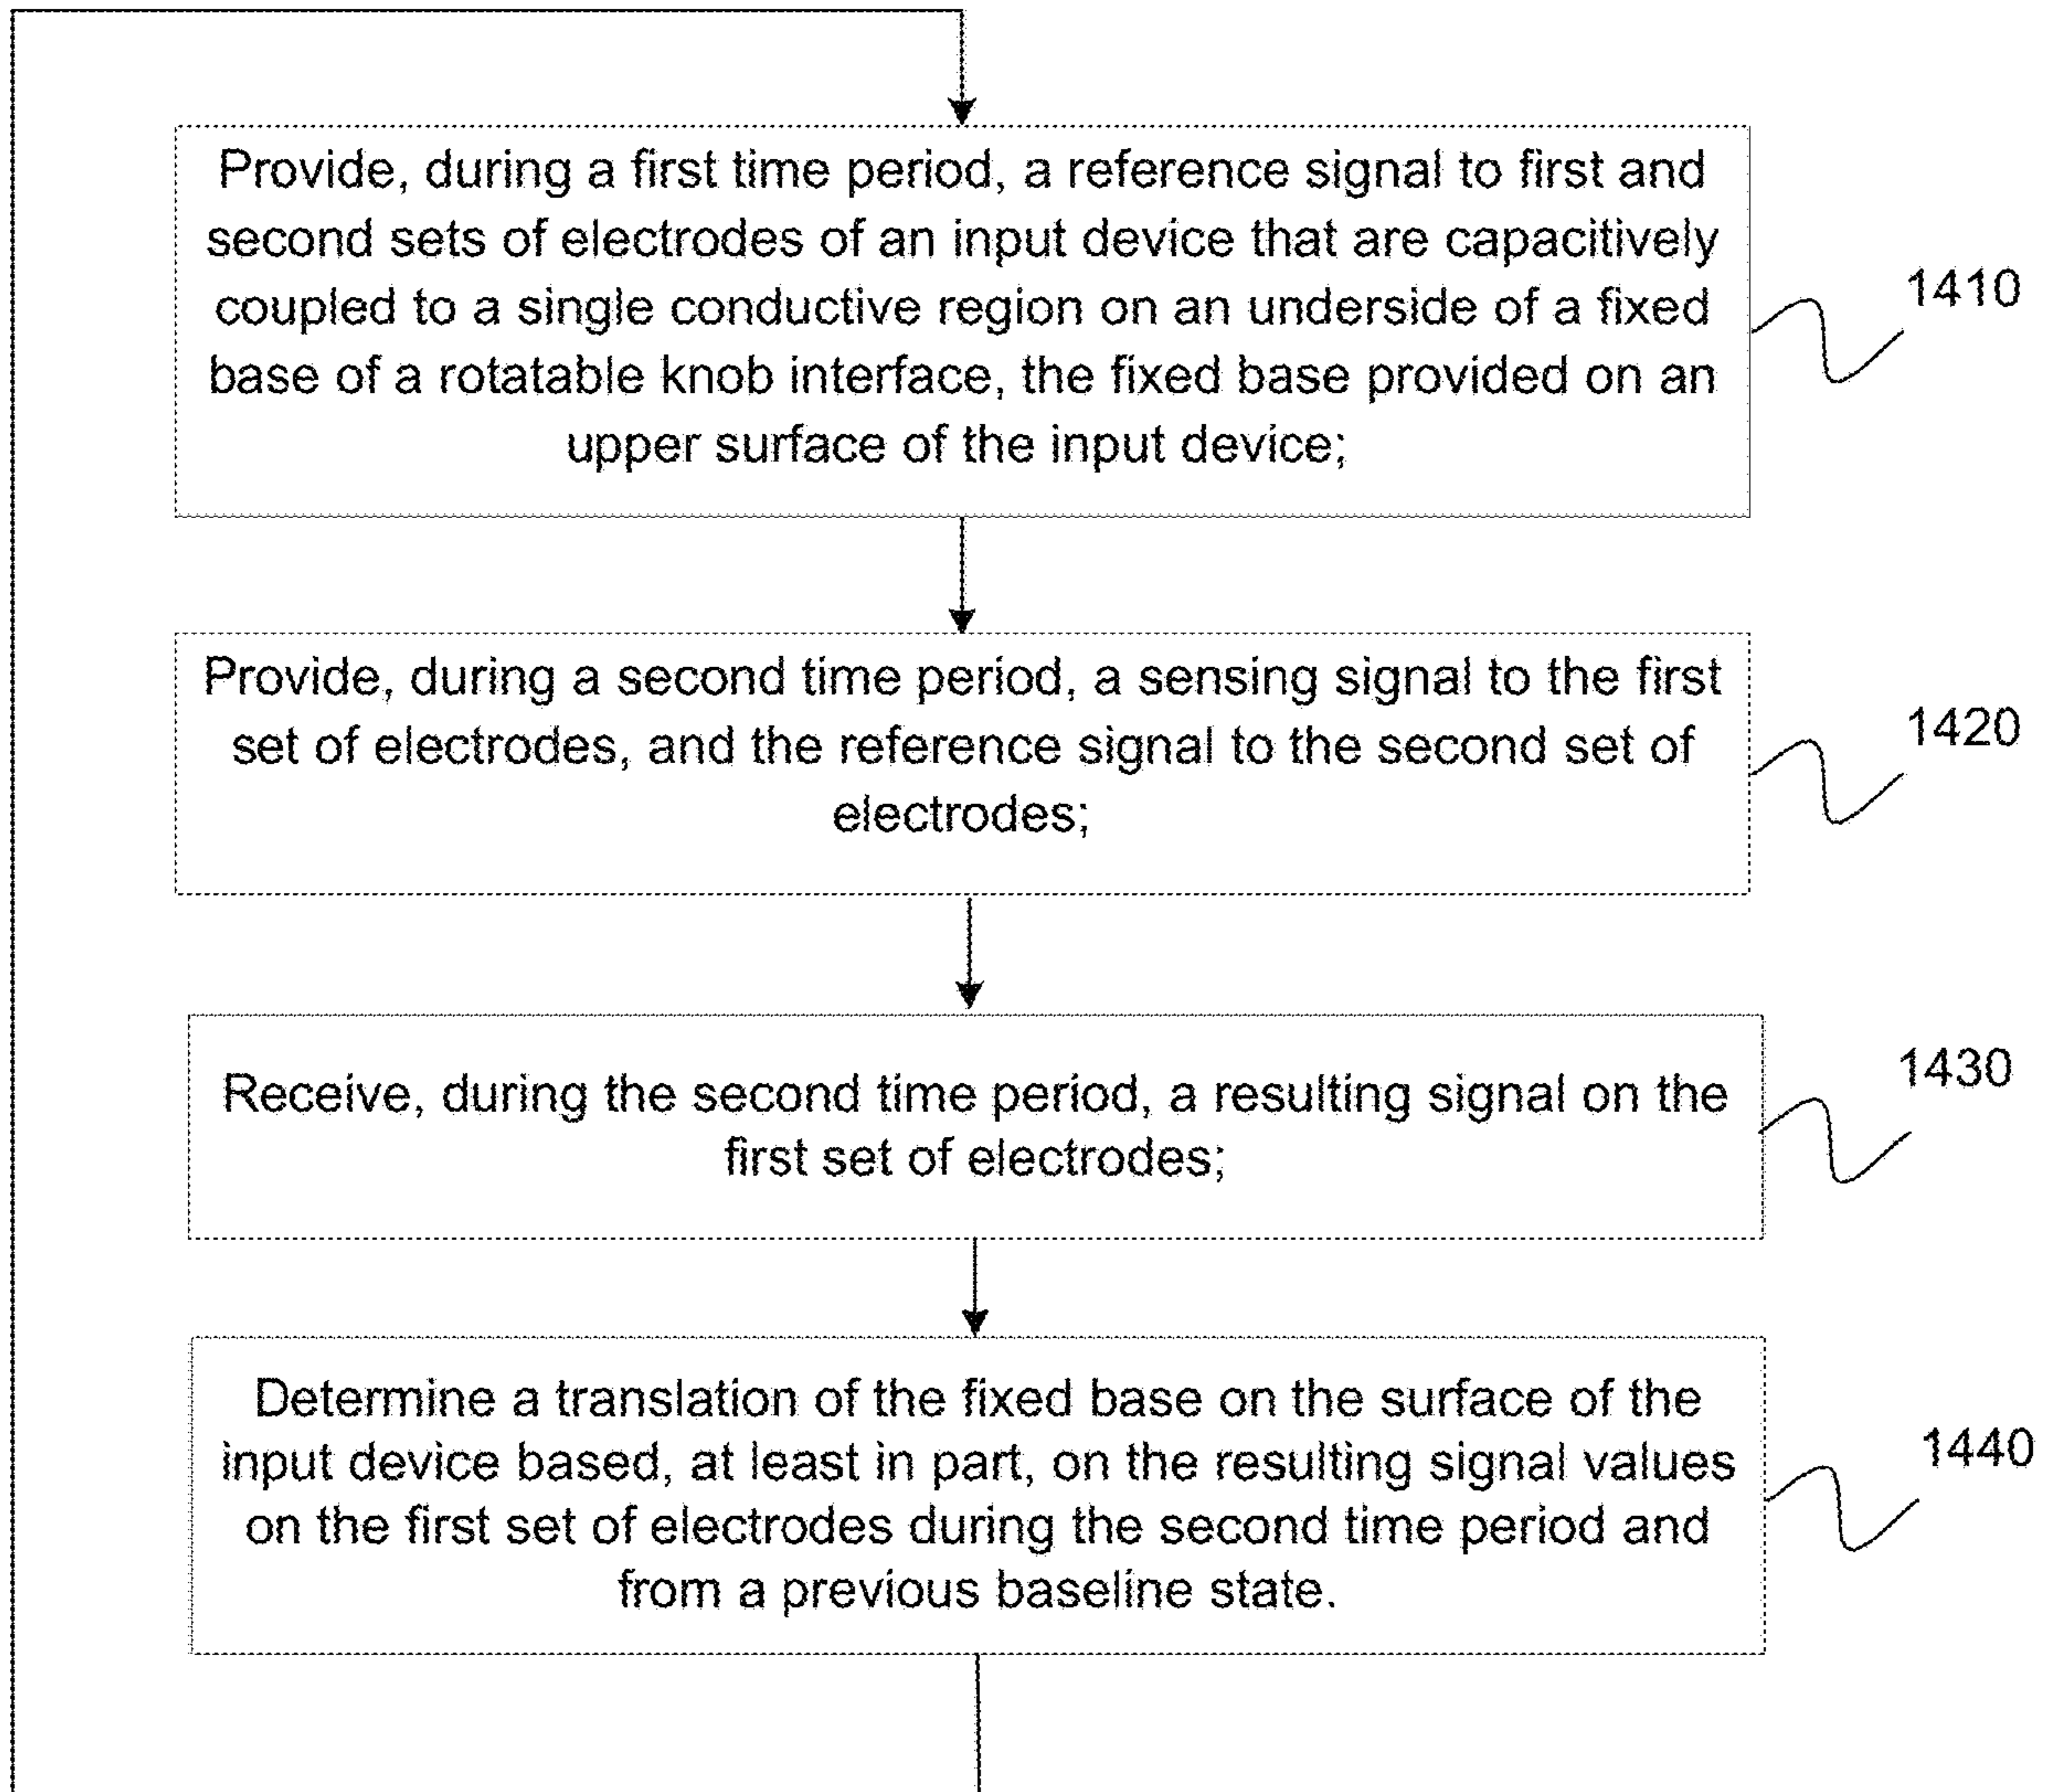 Provide, during a first time period, a reference signal to first and
second sets of electrodes of an input device that are capacitively
coupled to a single conductive region on an underside of a fixed
base of a rotatable knob interface, the fixed base provided on an
upper surface of the input device;
1410
Provide, during a second time period, a sensing signal to the first
set of electrodes, and the reference signal to the second set of
electrodes;
1420
Receive, during the second time period, a resulting signal on the
first set of electrodes;
1430
Determine a translation of the fixed base on the surface of the
input device based, at least in part, on the resulting signal values
on the first set of electrodes during the second time period and
from a previous baseline state.
1440